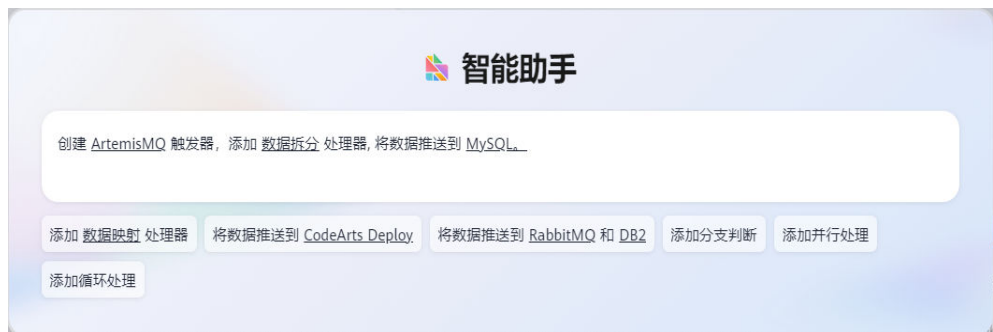 智能助手
创建 ArtemisMQ 触发器，添加 数据拆分 处理器, 将数据推送到 MySQL。
添加 数据映射 处理器 将数据推送到 CodeArts Deploy 将数据推送到 RabbitMQ 和 DB2 添加分支判断 添加并行处理
添加循环处理